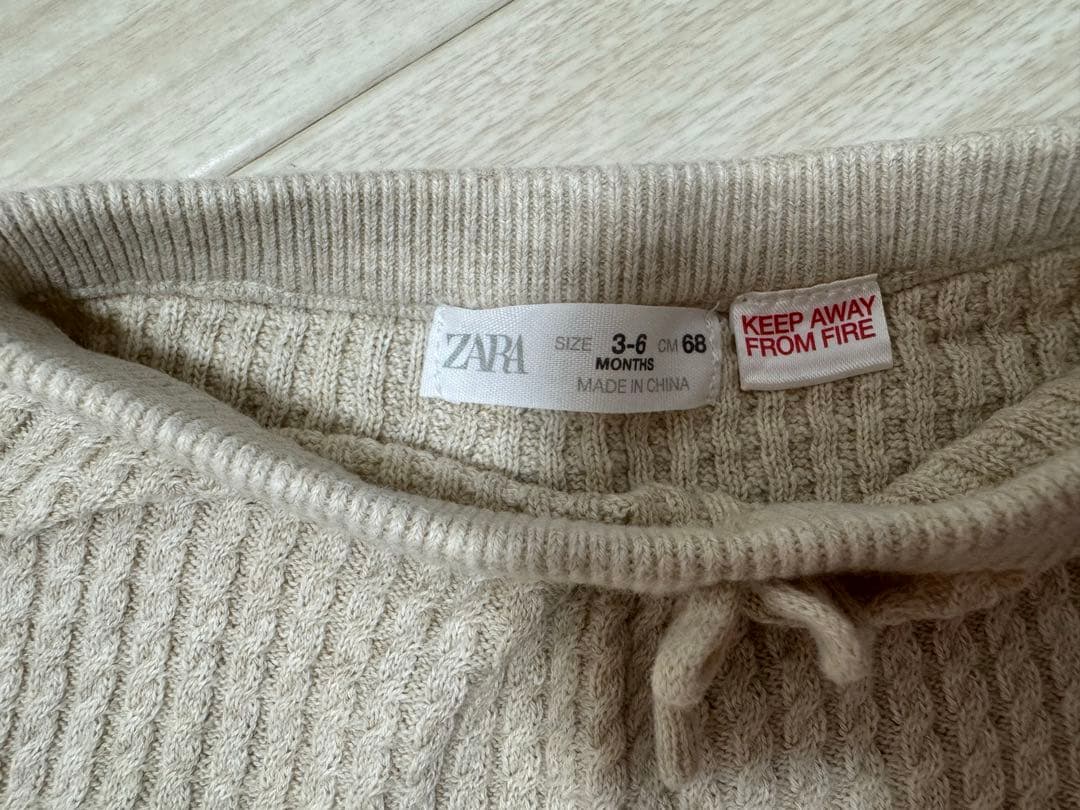 ZARA
SIZE 3-6 CM 68
MONTHS
MADE IN CHINA
KEEP AWAY
FROM FIRE